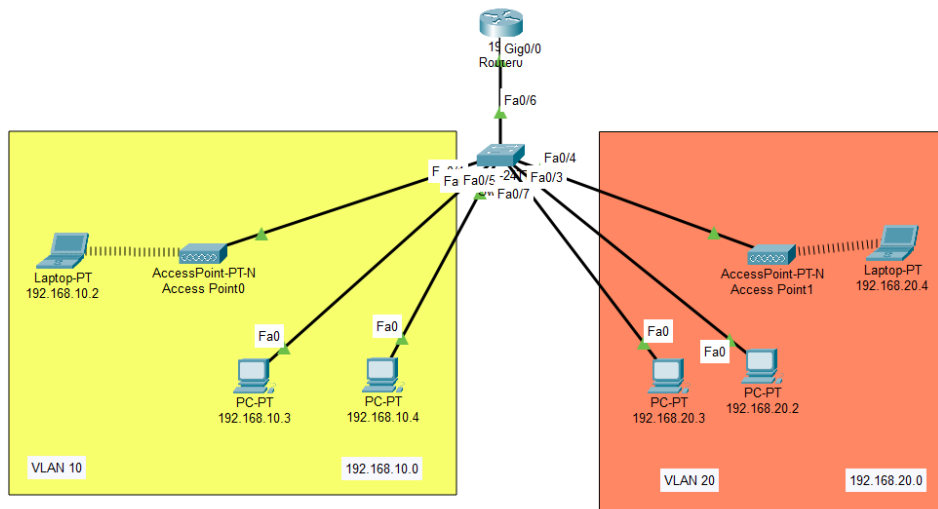 19
Gig0/0
Router0
Fa0/6
Fa0/4
Fa0/5
Fa0/3
Fa0/7
Laptop-PT
192.168.10.2
AccessPoint-PT-N
Access Point0
AccessPoint-PT-N
Access Point1
Laptop-PT
192.168.20.4
Fa0
Fa0
Fa0
Fa0
PC-PT
192.168.10.3
PC-PT
192.168.10.4
PC-PT
192.168.20.3
PC-PT
192.168.20.2
VLAN 10
192.168.10.0
VLAN 20
192.168.20.0